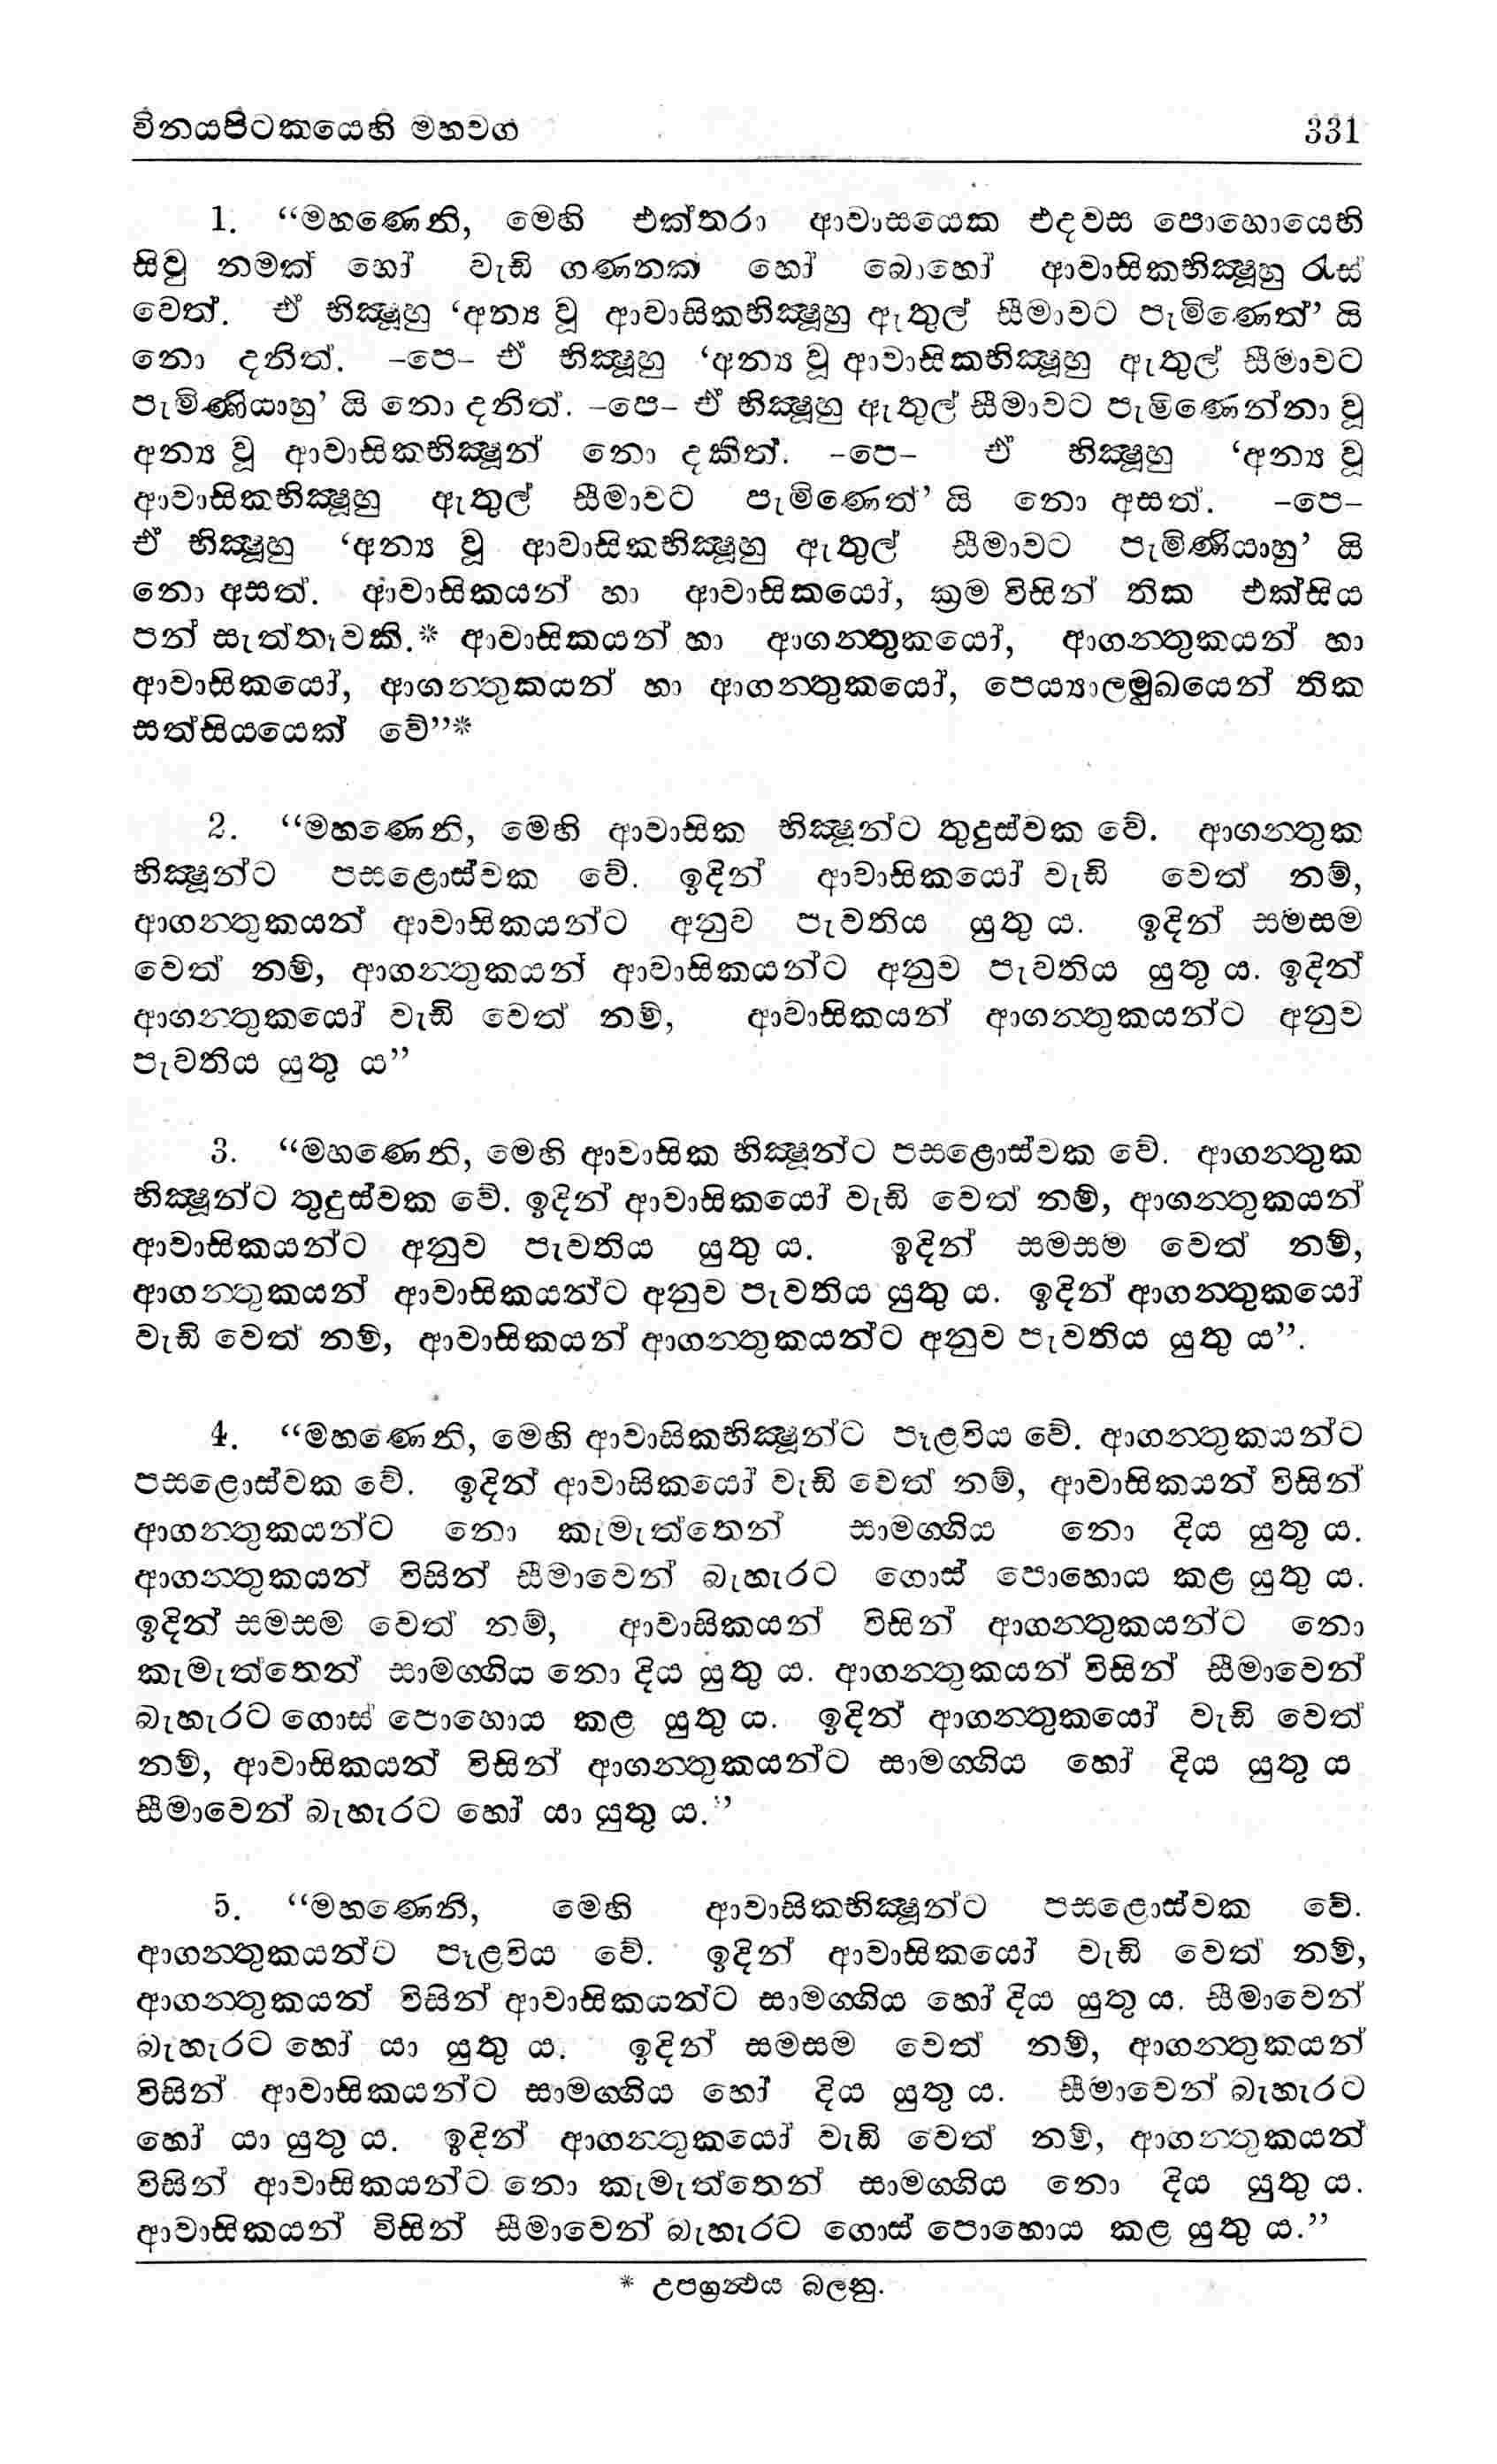 විනයපිටකයෙහි මහවග 331
1. “මහණෙනි, මෙහි එක්තරා ආවාසයෙක එදවස පොහොයෙහි
සිවු නමක් හෝ වැඩි ගණනක් හෝ බොහෝ ආවාසිකභික්‍ෂූහු රැස්
වෙත්. ඒ භික්‍ෂූහු ‘අන්‍ය වූ ආවාසිකභික්‍ෂූහු ඇතුල් සීමාවට පැමිණෙත්’ යි
නො දනිත්. –පෙ– ඒ භික්‍ෂූහු ‘අන්‍ය වූ ආවාසිකභික්‍ෂූහු ඇතුල් සීමාවට
පැමිණියාහු’ යි නො දනිත්. –පෙ– ඒ භික්‍ෂූහු ඇතුල් සීමාවට පැමිණෙන්නා වූ
අන්‍ය වූ ආවාසිකභික්‍ෂූන් නො දකිත්. –පෙ– ඒ භික්‍ෂූහු ‘අන්‍ය වූ
ආවාසිකභික්‍ෂූහු ඇතුල් සීමාවට පැමිණෙත්’ යි නො අසත්. –පෙ–
ඒ භික්‍ෂූහු ‘අන්‍ය වූ ආවාසිකභික්‍ෂූහු ඇතුල් සීමාවට පැමිණියාහු’ යි
නො අසත්. ආවාසිකයන් හා ආවාසිකයෝ, ක්‍රම විසින් තික එක්සිය
පන් සැත්තෑවකි.* ආවාසිකයන් හා ආගන්‍තුකයෝ, ආගන්‍තුකයන් හා
ආවාසිකයෝ, ආගන්‍තුකයන් හා ආගන්‍තුකයෝ, පෙය්‍යාලමුඛයෙන් තික
සත්සියයෙක් වේ”*
2. “මහණෙනි, මෙහි ආවාසික භික්‍ෂූන්ට තුදුස්වක වේ. ආගන්‍තුක
භික්‍ෂූන්ට පසළොස්වක වේ. ඉදින් ආවාසිකයෝ වැඩි වෙත් නම්,
ආගන්‍තුකයන් ආවාසිකයන්ට අනුව පැවතිය යුතු ය. ඉදින් සමසම
වෙත් නම්, ආගන්‍තුකයන් ආවාසිකයන්ට අනුව පැවතිය යුතු ය. ඉදින්
ආගන්‍තුකයෝ වැඩි වෙත් නම්, ආවාසිකයන් ආගන්‍තුකයන්ට අනුව
පැවතිය යුතු ය”
3. “මහණෙනි, මෙහි ආවාසික භික්‍ෂූන්ට පසළොස්වක වේ. ආගන්‍තුක
භික්‍ෂූන්ට තුදුස්වක වේ. ඉදින් ආවාසිකයෝ වැඩි වෙත් නම්, ආගන්‍තුකයන්
ආවාසිකයන්ට අනුව පැවතිය යුතු ය. ඉදින් සමසම වෙත් නම්,
ආගන්‍තුකයන් ආවාසිකයන්ට අනුව පැවතිය යුතු ය. ඉදින් ආගන්‍තුකයෝ
වැඩි වෙත් නම්, ආවාසිකයන් ආගන්‍තුකයන්ට අනුව පැවතිය යුතු ය”.
4. “මහණෙනි, මෙහි ආවාසිකභික්‍ෂූන්ට පෑළවිය වේ. ආගන්‍තුකයන්ට
පසළොස්වක වේ. ඉදින් ආවාසිකයෝ වැඩි වෙත් නම්, ආවාසිකයන් විසින්
ආගන්‍තුකයන්ට නො කැමැත්තෙන් සාමග්‍ගිය නො දිය යුතු ය.
ආගන්‍තුකයන් විසින් සීමාවෙන් බැහැරට ගොස් පොහොය කළ යුතු ය.
ඉදින් සමසම වෙත් නම්, ආවාසිකයන් විසින් ආගන්‍තුකයන්ට නො
කැමැත්තෙන් සාමග්‍ගිය නො දිය යුතු ය. ආගන්‍තුකයන් විසින් සීමාවෙන්
බැහැරට ගොස් පොහොය කළ යුතු ය. ඉදින් ආගන්‍තුකයෝ වැඩි වෙත්
නම්, ආවාසිකයන් විසින් ආගන්‍තුකයන්ට සාමග්‍ගිය හෝ දිය යුතු ය
සීමාවෙන් බැහැරට හෝ යා යුතු ය.”
5. “මහණෙනි, මෙහි ආවාසිකභික්‍ෂූන්ට පසළොස්වක වේ.
ආගන්‍තුකයන්ට පෑළවිය වේ. ඉදින් ආවාසිකයෝ වැඩි වෙත් නම්,
ආගන්‍තුකයන් විසින් ආවාසිකයන්ට සාමග්‍ගිය හෝ දිය යුතු ය. සීමාවෙන්
බැහැරට හෝ යා යුතු ය. ඉදින් සමසම වෙත් නම්, ආගන්‍තුකයන්
විසින් ආවාසිකයන්ට සාමග්‍ගිය හෝ දිය යුතු ය. සීමාවෙන් බැහැරට
හෝ යා යුතු ය. ඉදින් ආගන්‍තුකයෝ වැඩි වෙත් නම්, ආගන්‍තුකයන්
විසින් ආවාසිකයන්ට නො කැමැත්තෙන් සාමග්‍ගිය නො දිය යුතු ය.
ආවාසිකයන් විසින් සීමාවෙන් බැහැරට ගොස් පොහොය කළ යුතු ය.”
* උපග්‍රන්‍ථය බලනු.